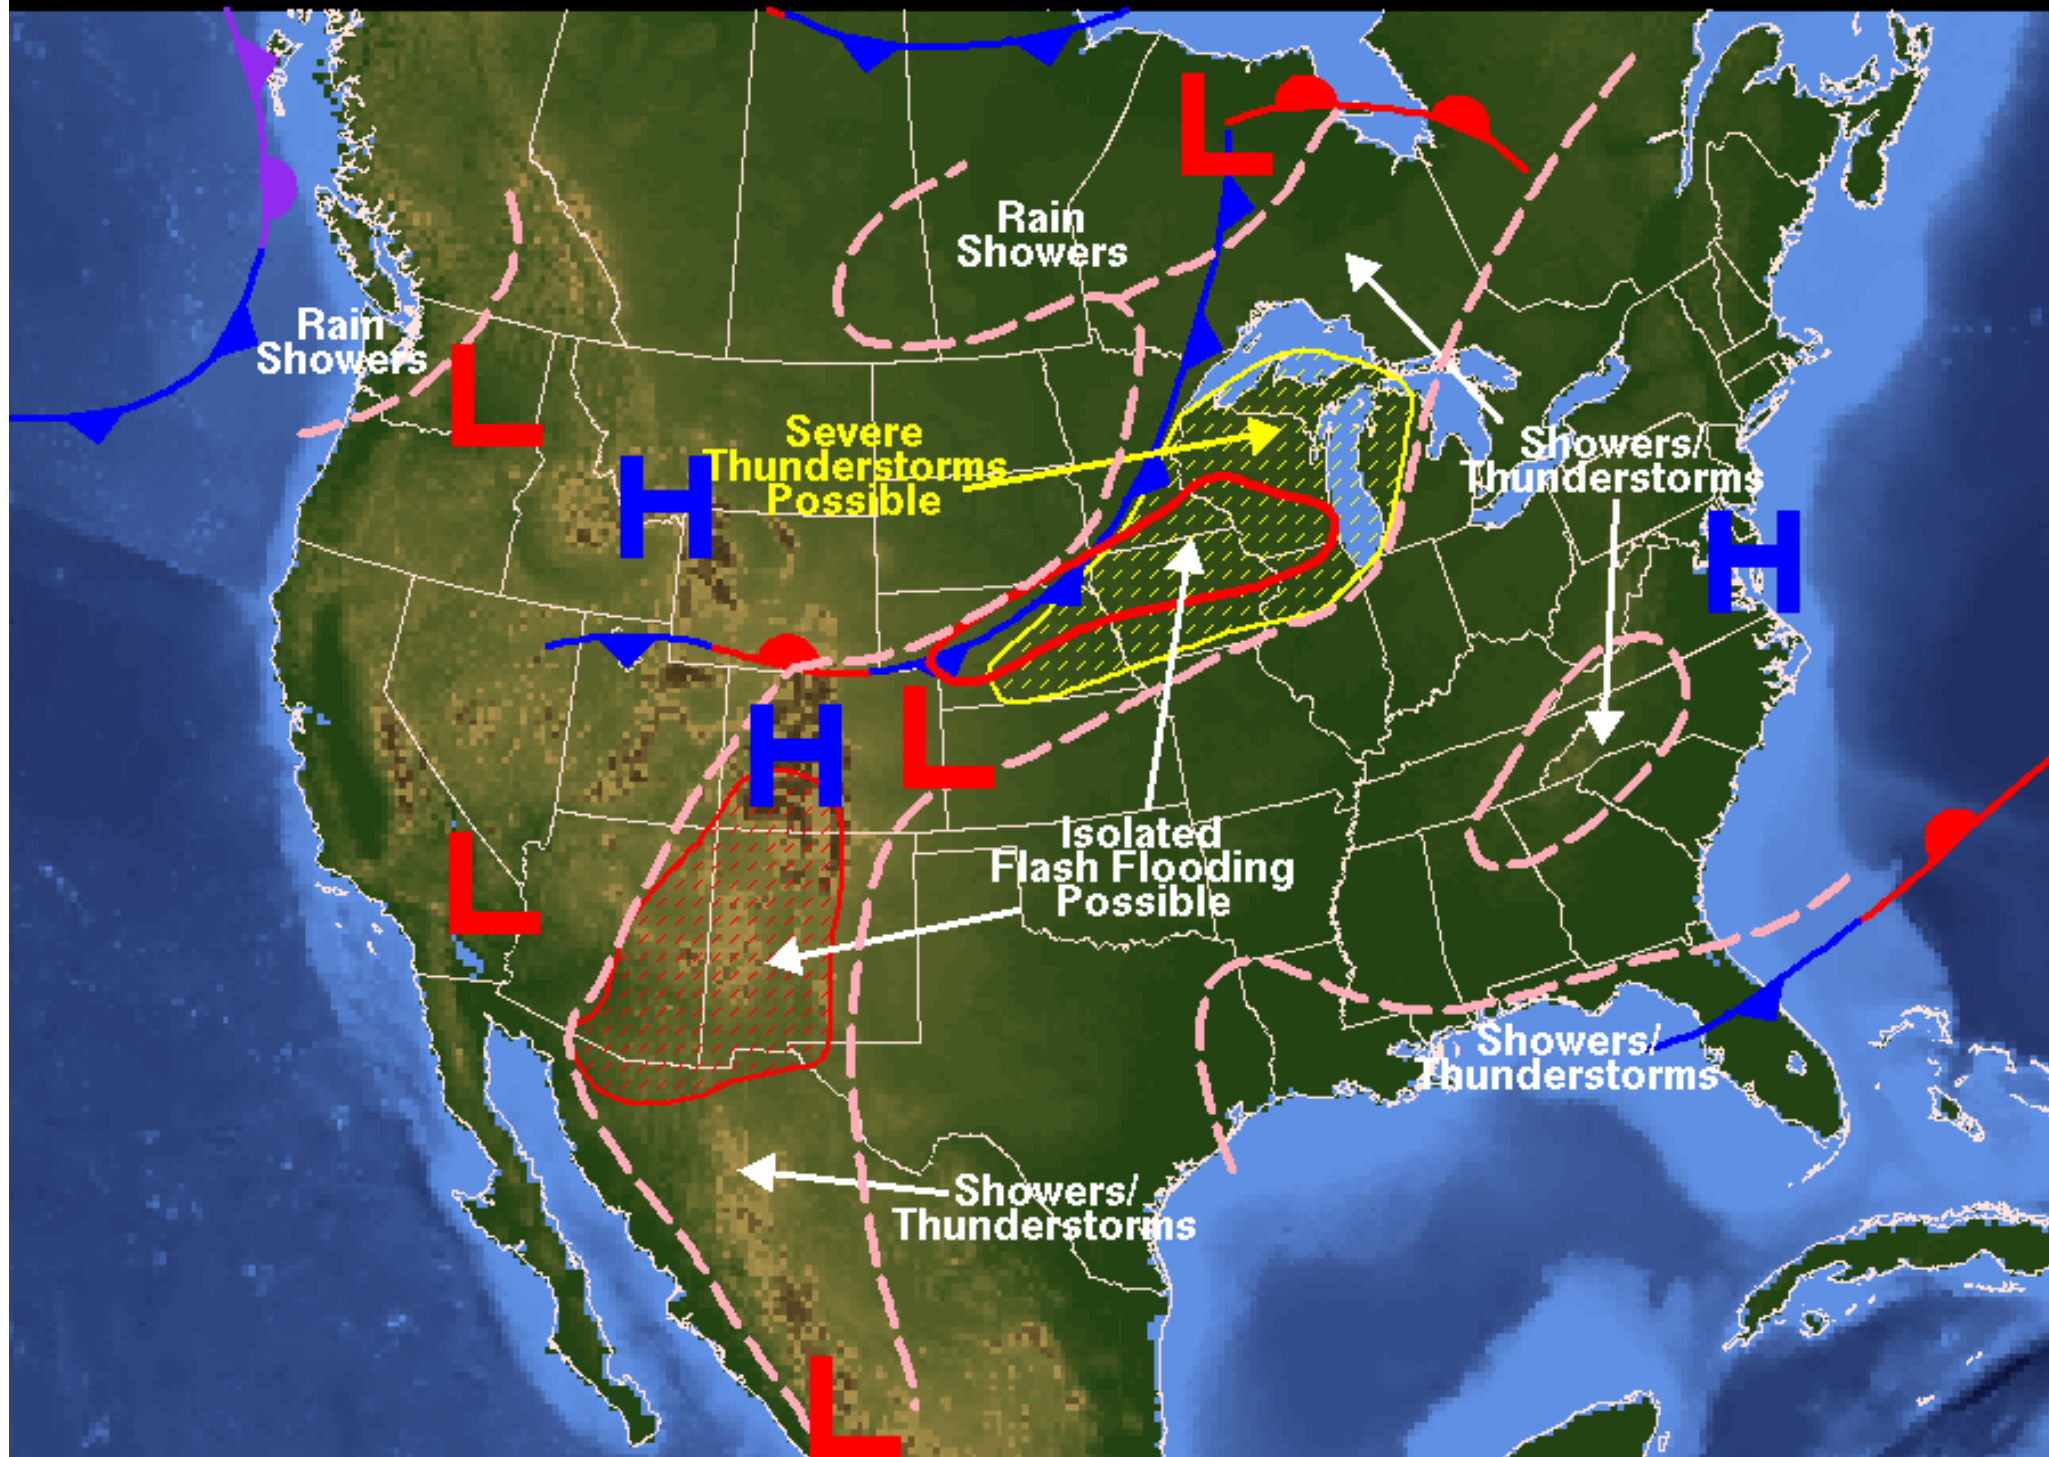 L
Rain
Showers
Rain
Showers
L
Severe
Thunderstorms
Possible
H
Showers/
Thunderstorms
H
H
L
Isolated
Flash Flooding
Possible
L
Showers/
Thunderstorms
Showers/
Thunderstorms
L